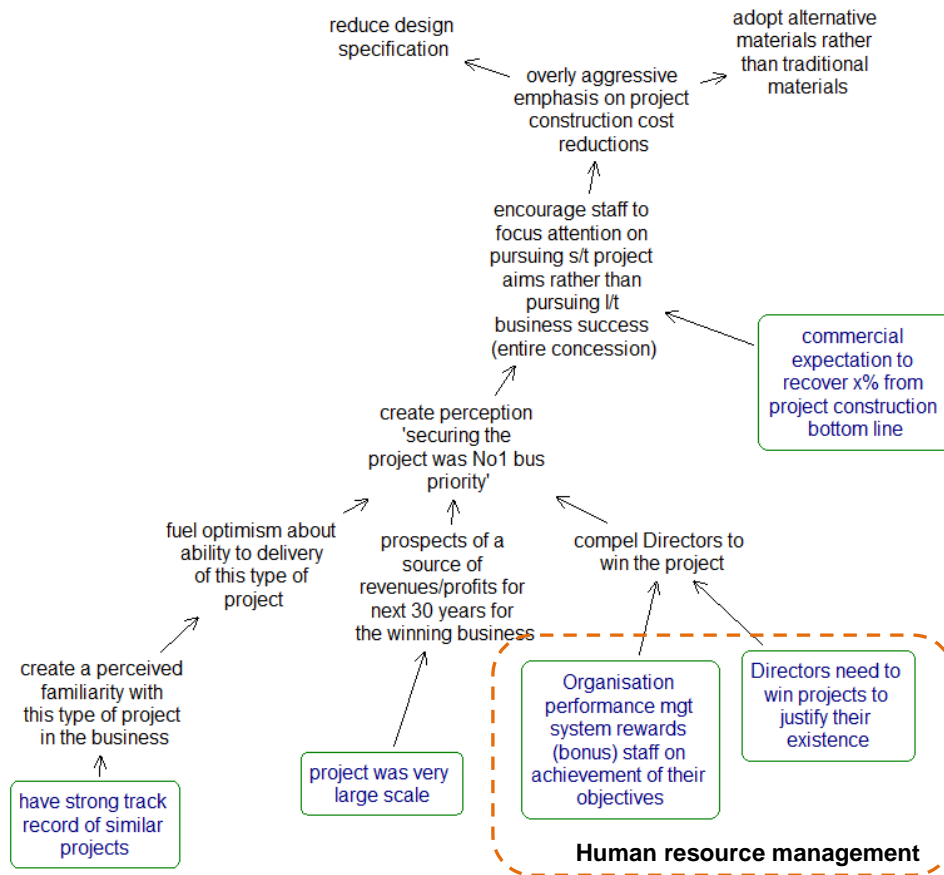 reduce design
specification
adopt alternative
materials rather
than traditional
materials
overly aggressive
emphasis on project
construction cost
reductions
encourage staff to
focus attention on
pursuing s/t project
aims rather than
pursuing l/t
business success
(entire concession)
commercial
expectation to
recover x% from
project construction
bottom line
create perception
'securing the
project was No1 bus
priority'
fuel optimism about
ability to delivery
of this type of
project
prospects of a
source of
revenues/profits for
next 30 years for
the winning business
compel Directors to
win the project
create a perceived
familiarity with
this type of project
in the business
Organisation
performance mgt
system rewards
(bonus) staff on
achievement of their
objectives
Directors need to
win projects to
justify their
existence
have strong track
record of similar
projects
project was very
large scale
Human resource management